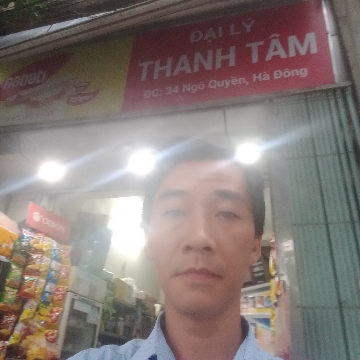 ĐẠI LÝ
THANH TÂM
ĐC: 34 Ngô Quyền, Hà Đông